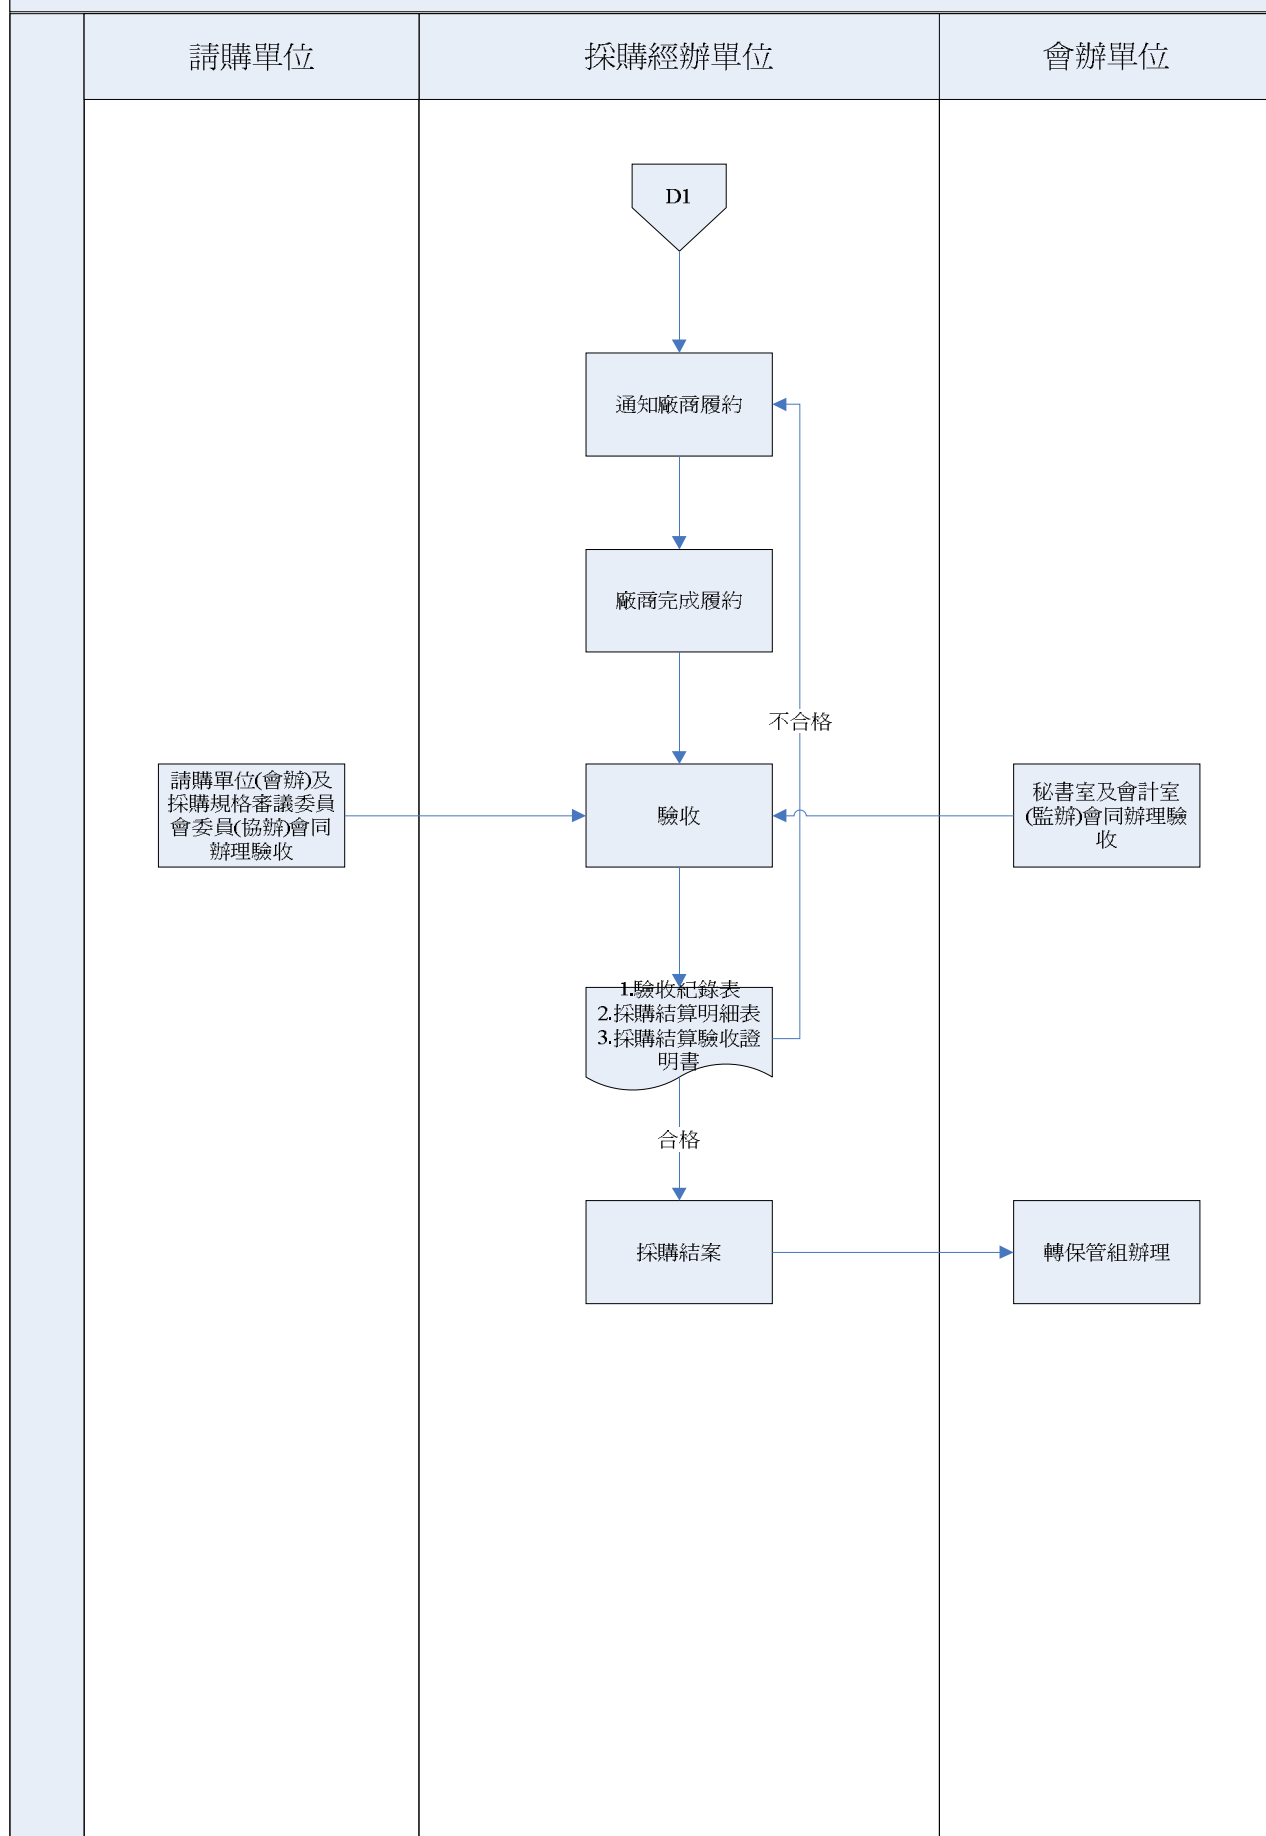 請購單位
採購經辦單位
會辦單位
D1
通知廠商履約
廠商完成履約
不合格
請購單位(會辦)及
採購規格審議委員
會委員(協辦)會同
辦理驗收
驗收
秘書室及會計室
(監辦)會同辦理驗
收
1.驗收紀錄表
2.採購結算明細表
3.採購結算驗收證
明書
合格
採購結案
轉保管組辦理